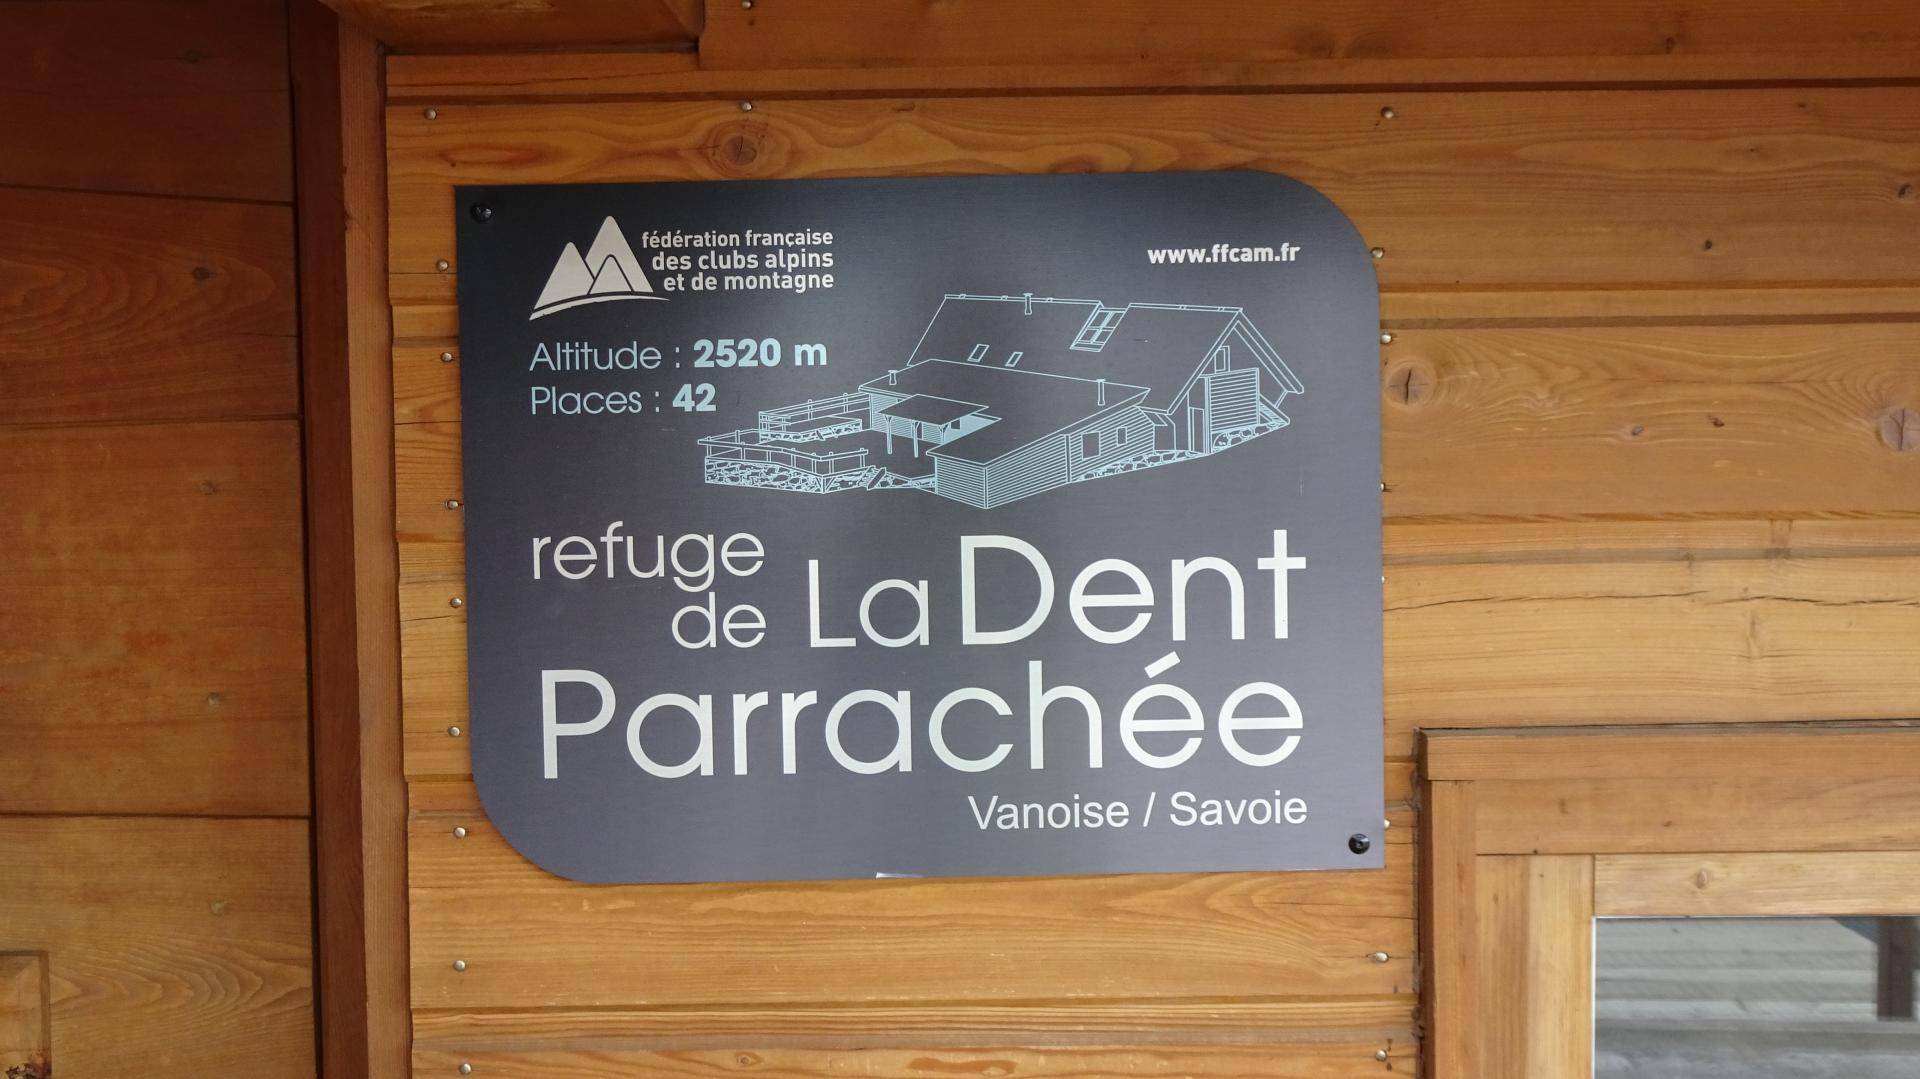 fédération française
des clubs alpins
et de montagne
www.ffcam.fr
Altitude : 2520 m
Places : 42
refuge
de La Dent
Parrachée
Vanoise / Savoie